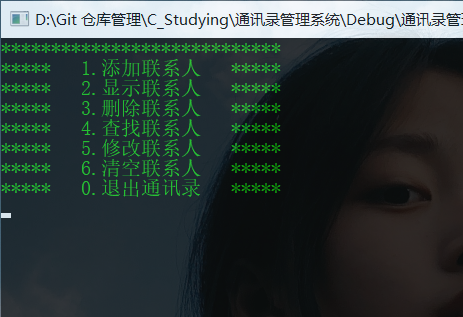 D:\Git 仓库管理\C_Studying\通讯录管理系统\Debug\通讯录管理
****************************
*****   1.添加联系人   *****
*****   2.显示联系人   *****
*****   3.删除联系人   *****
*****   4.查找联系人   *****
*****   5.修改联系人   *****
*****   6.清空联系人   *****
*****   0.退出通讯录   *****